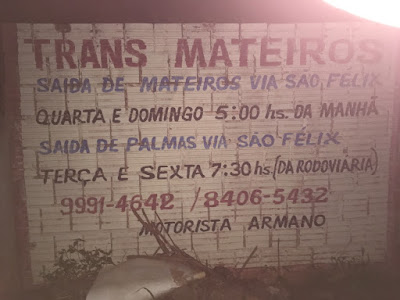 TRANS MATEIROS
SAIDA DE MATEIROS VIA SÃO FÉLIX
QUARTA E DOMINGO 5:00 hs. DA MANHÃ
SAIDA DE PALMAS VIA SÃO FÉLIX
TERÇA E SEXTA 7:30 hs. (DA RODOVIÁRIA)
9991-4642 / 8406-5432
MOTORISTA ARMANO